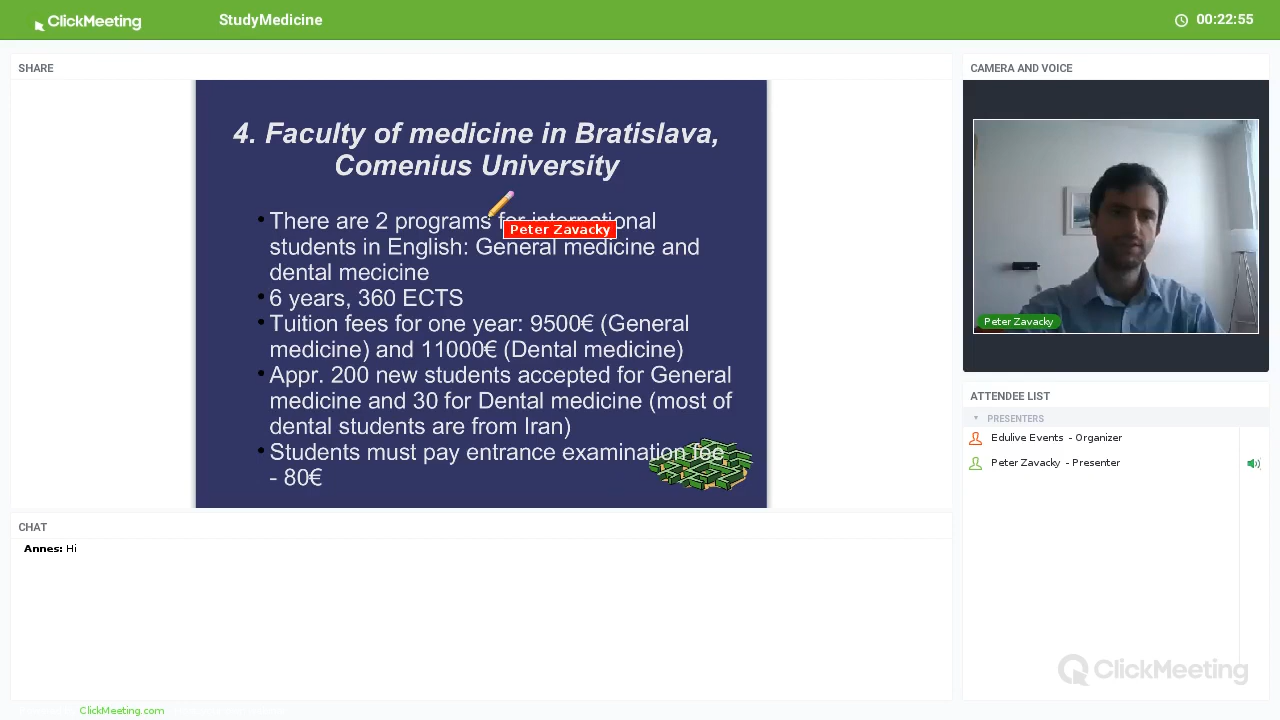 ClickMeeting
StudyMedicine
00:22:55
SHARE
4. Faculty of medicine in Bratislava,
Comenius University
There are 2 programs for international
Peter Zavacky
students in English: General medicine and
dental mecicine
6 years, 360 ECTS
Tuition fees for one year: 9500€ (General
medicine) and 11000€ (Dental medicine)
Appr. 200 new students accepted for General
medicine and 30 for Dental medicine (most of
dental students are from Iran)
Students must pay entrance examination fee
- 80€
CHAT
Annes: Hi
CAMERA AND VOICE
Peter Zavacky
ATTENDEE LIST
PRESENTERS
Edulive Events - Organizer
Peter Zavacky - Presenter
ClickMeeting
ClickMeeting.com